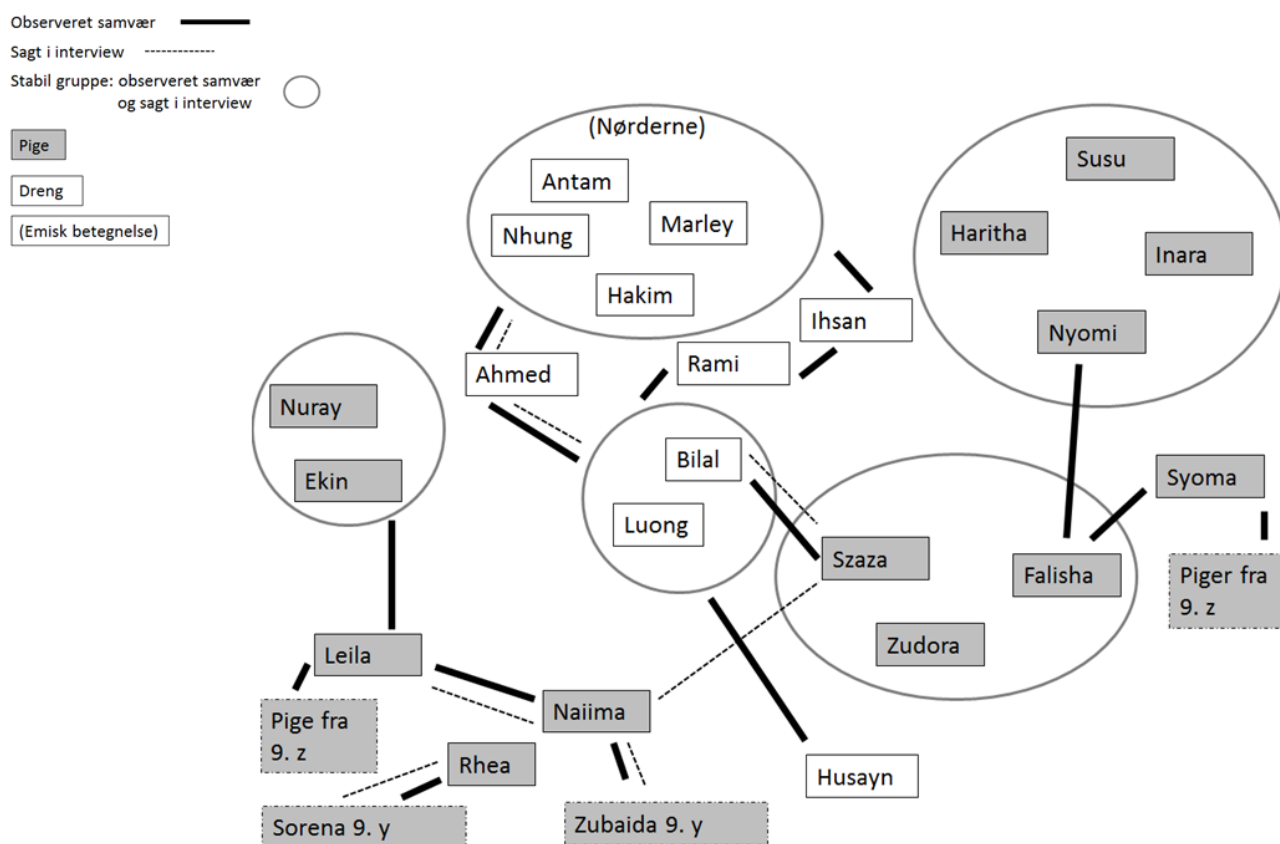 Observeret samvær
Sagt i interview
Stabil gruppe: observeret samvær
og sagt i interview
Pige
Dreng
(Emisk betegnelse)
(Nørderne)
Antam
Nhung
Marley
Hakim
Susu
Haritha
Inara
Nyomi
Ihsan
Rami
Ahmed
Nuray
Ekin
Bilal
Luong
Syoma
Szaza
Falisha
Zudora
Piger fra
9. z
Leila
Naiima
Pige fra
9. z
Rhea
Husayn
Sorena 9. y
Zubaida 9. y